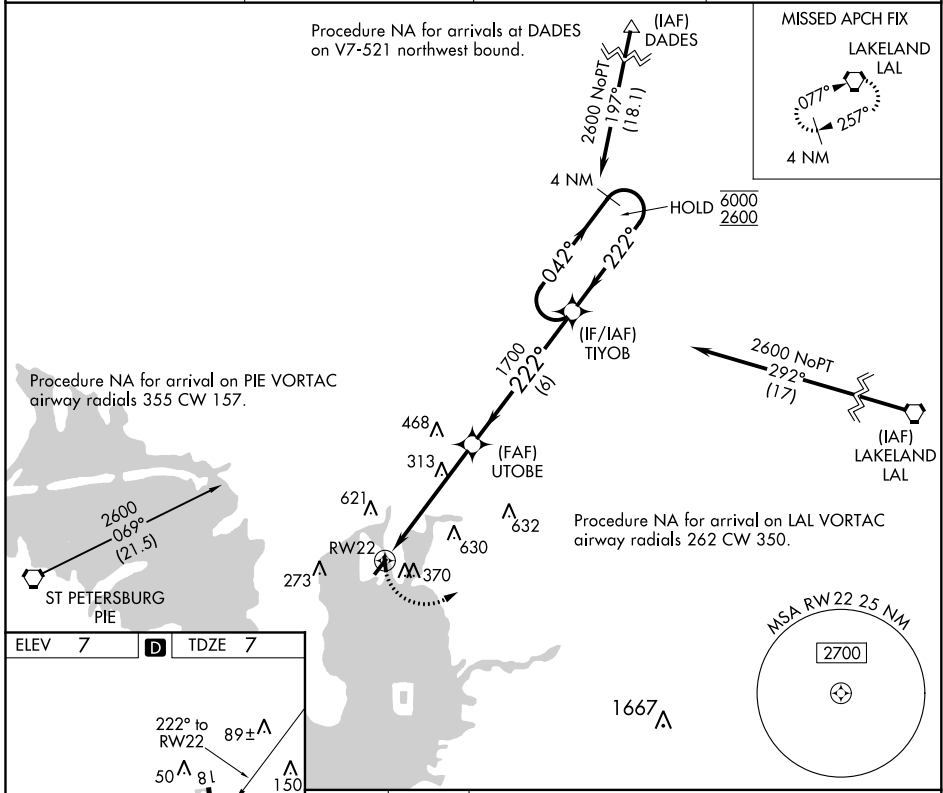 Procedure NA for arrivals at DADES
on V7-521 northwest bound.
(IAF)
DADES
2600 NoPT
197°
(18.1)
MISSED APCH FIX
LAKELAND
LAL
077°
257°
4 NM
4 NM
HOLD
6000
2600
042°
222°
(IF/IAF)
TIYOB
1700
222°
(6)
2600 NoPT
292°
(17)
(IAF)
LAKELAND
LAL
Procedure NA for arrival on PIE VORTAC
airway radials 355 CW 157.
468
313
(FAF)
UTOBE
621
632
630
RW22
273
370
Procedure NA for arrival on LAL VORTAC
airway radials 262 CW 350.
2600
069°
(21.5)
ST PETERSBURG
PIE
MSA RW 22 25 NM
2700
1667
ELEV 7 D TDZE 7
222° to
RW22
89±
50
18
150